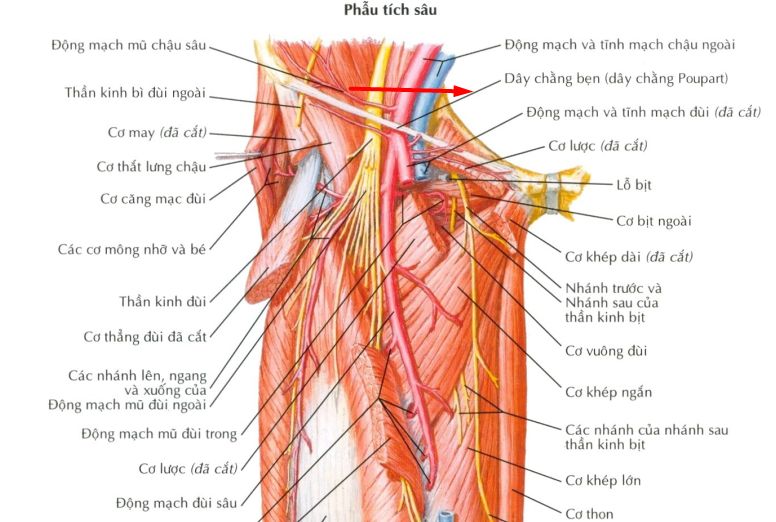 Phẫu tích sâu
Động mạch mũ chậu sâu
Thần kinh bì đùi ngoài
Cơ may (đã cắt)
Cơ thắt lưng chậu
Cơ căng mạc đùi
Các cơ mông nhỡ và bé
Thần kinh đùi
Cơ thẳng đùi đã cắt
Các nhánh lên, ngang
và xuống của
Động mạch mũ đùi ngoài
Động mạch mũ đùi trong
Cơ lược (đã cắt)
Động mạch đùi sâu
Động mạch và tĩnh mạch chậu ngoài
Dây chằng bẹn (dây chằng Poupart)
Động mạch và tĩnh mạch đùi (đã cắt)
Cơ lược (đã cắt)
Lỗ bịt
Cơ bịt ngoài
Cơ khép dài (đã cắt)
Nhánh trước và
Nhánh sau của
thần kinh bịt
Cơ vuông đùi
Cơ khép ngắn
Các nhánh của nhánh sau
thần kinh bịt
Cơ khép lớn
Cơ thon